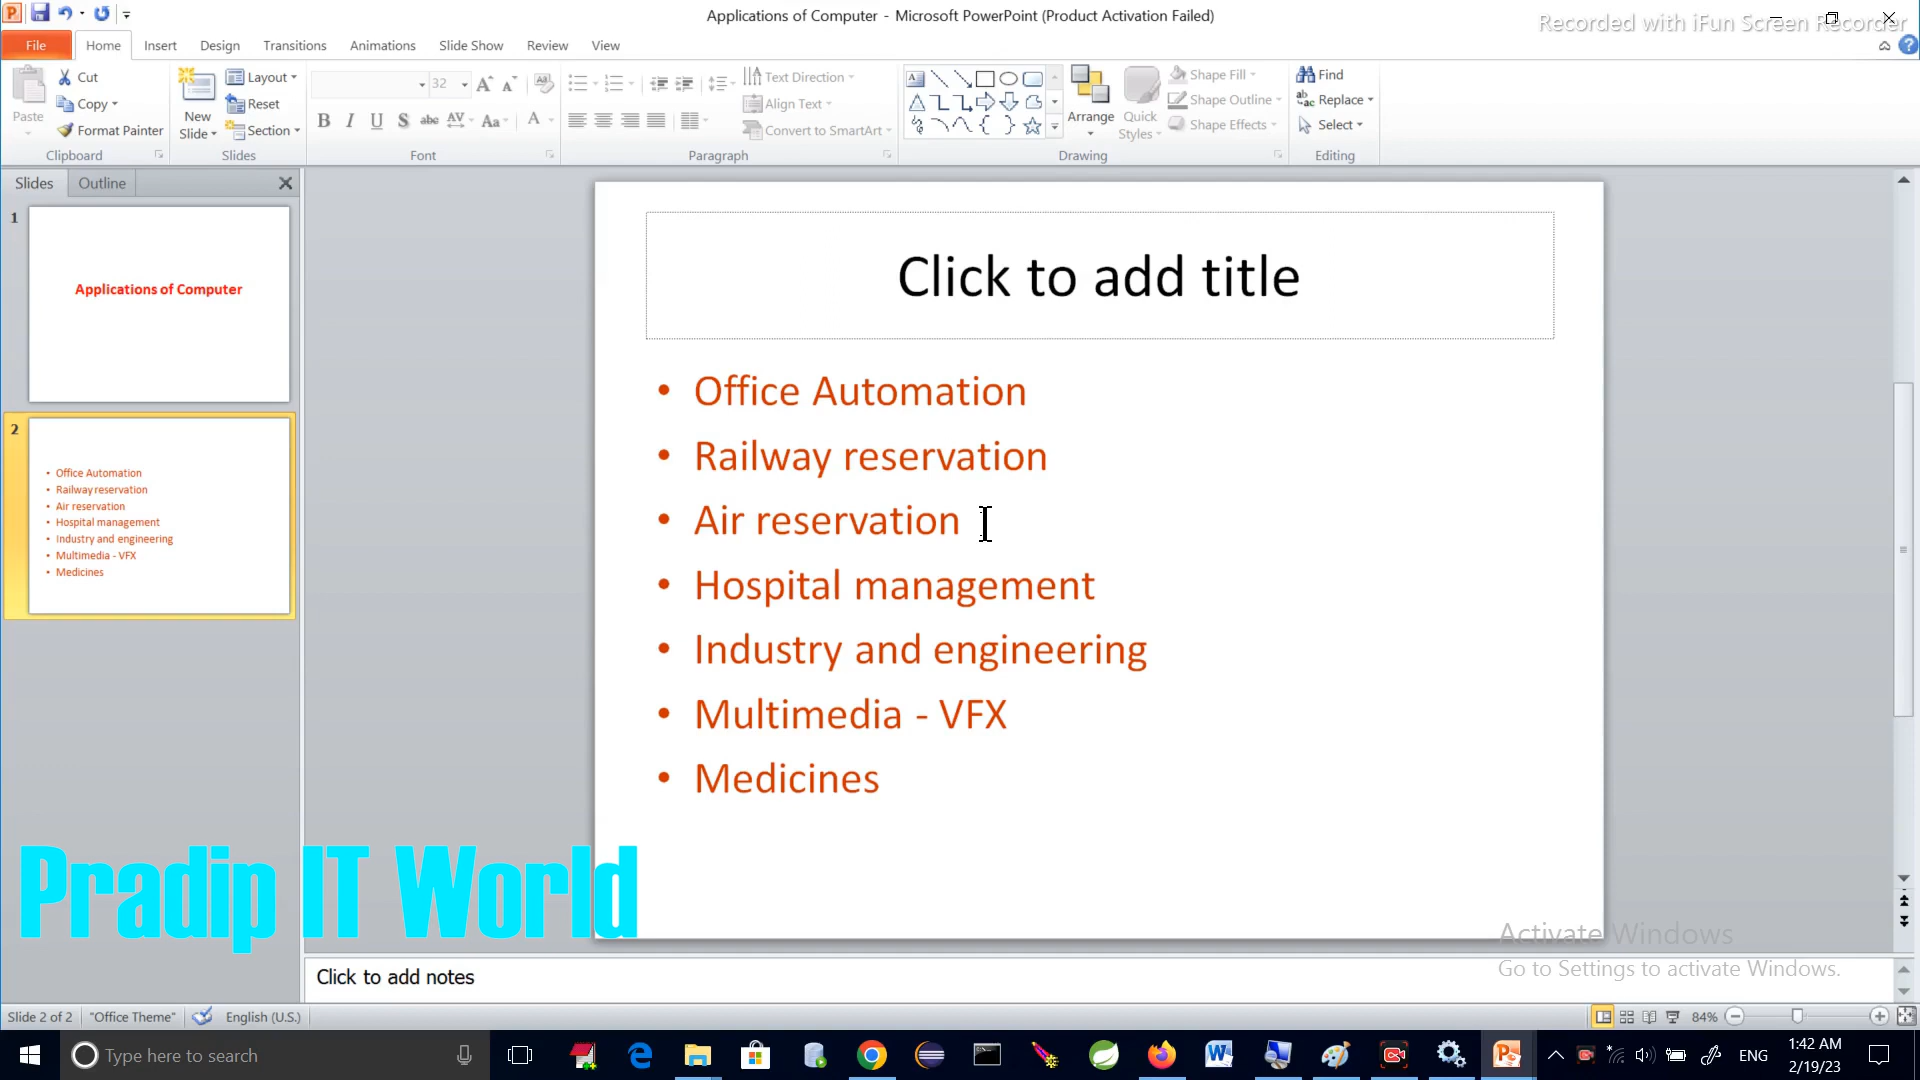 Applications of Computer - Microsoft PowerPoint (Product Activation Failed)
Recorded with iFun Screen Recorder
File Home Insert Design Transitions Animations Slide Show Review View
Paste
Cut
Copy
Format Painter
Clipboard
New
Slide
Layout
Reset
Section
Slides
32
B I U S abc AV Aa A
Font
Text Direction
Align Text
Convert to SmartArt
Paragraph
Arrange
Quick
Styles
Shape Fill
Shape Outline
Shape Effects
Drawing
Find
Replace
Select
Editing
Slides Outline
1
Applications of Computer
2
• Office Automation
• Railway reservation
• Air reservation
• Hospital management
• Industry and engineering
• Multimedia - VFX
• Medicines
Click to add title
• Office Automation
• Railway reservation
• Air reservation
• Hospital management
• Industry and engineering
• Multimedia - VFX
• Medicines
Pradip IT World
Activate Windows
Go to Settings to activate Windows.
Click to add notes
Slide 2 of 2 "Office Theme" English (U.S.) 84%
Type here to search
ENG
1:42 AM
2/19/23